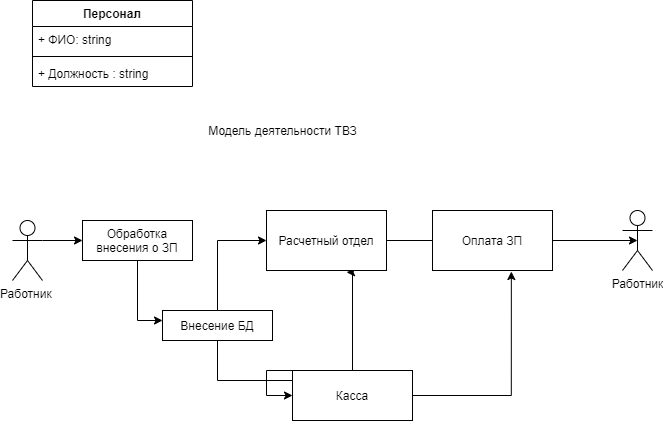 Персонал
+ ФИО: string
+ Должность : string
Модель деятельности ТВЗ
Обработка
внесения о ЗП
Расчетный отдел
Оплата ЗП
Работник
Работник
Внесение БД
Касса